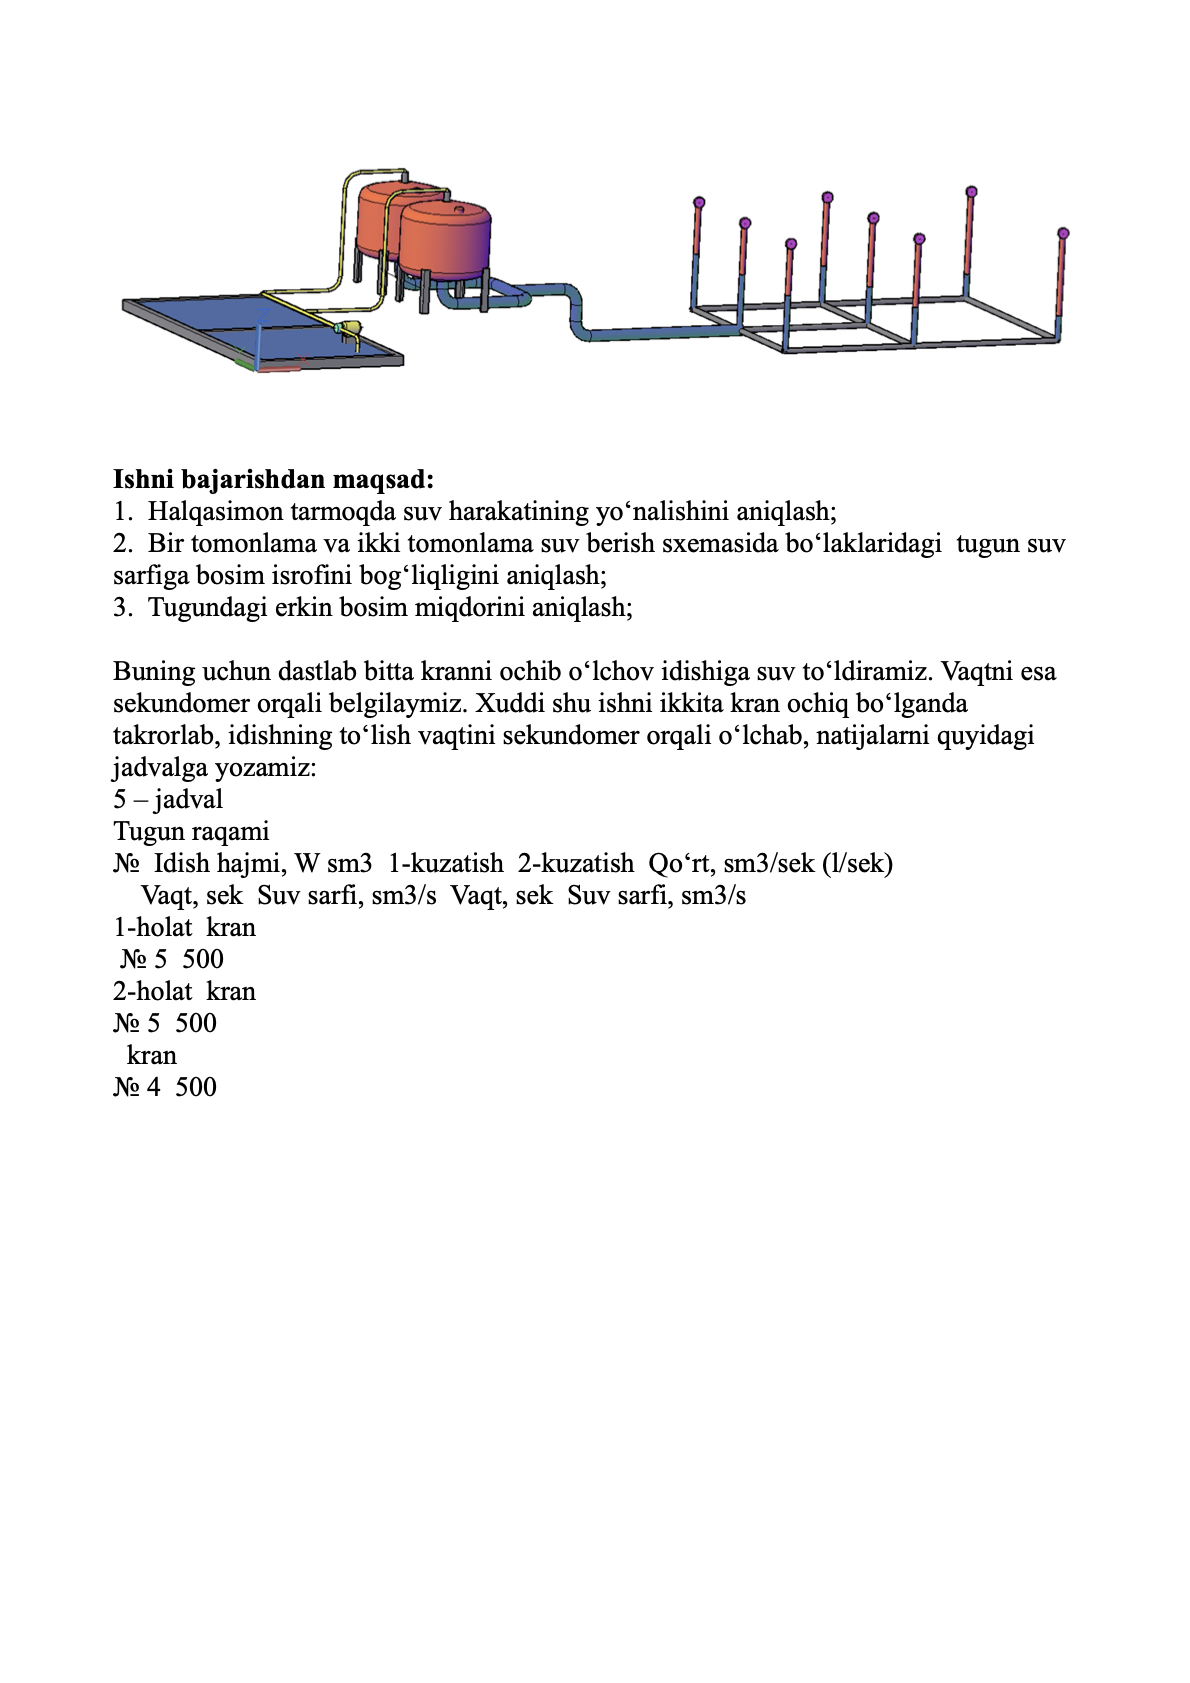 Ishni bajarishdan maqsad:
1.  Halqasimon tarmoqda suv harakatining yo‘nalishini aniqlash;
2.  Bir tomonlama va ikki tomonlama suv berish sxemasida bo‘laklaridagi  tugun suv
sarfiga bosim isrofini bog‘liqligini aniqlash;
3.  Tugundagi erkin bosim miqdorini aniqlash;
Buning uchun dastlab bitta kranni ochib o‘lchov idishiga suv to‘ldiramiz. Vaqtni esa
sekundomer orqali belgilaymiz. Xuddi shu ishni ikkita kran ochiq bo‘lganda
takrorlab, idishning to‘lish vaqtini sekundomer orqali o‘lchab, natijalarni quyidagi
jadvalga yozamiz:
5 – jadval
Tugun raqami
№  Idish hajmi, W sm3  1-kuzatish  2-kuzatish  Qo‘rt, sm3/sek (l/sek)
Vaqt, sek  Suv sarfi, sm3/s  Vaqt, sek  Suv sarfi, sm3/s
1-holat  kran
№ 5  500
2-holat  kran
№ 5  500
kran
№ 4  500